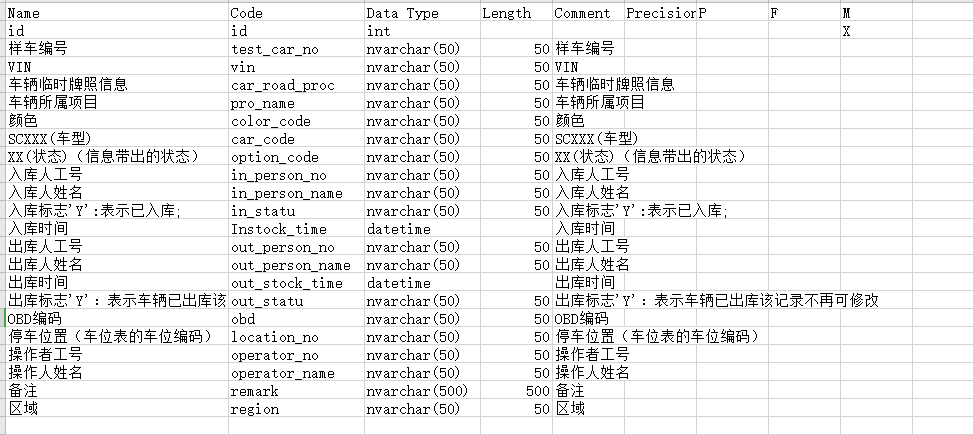 Name Code Data Type Length Comment Precision P F M
id id int X
样车编号 test_car_no nvarchar(50) 50 样车编号
VIN vin nvarchar(50) 50 VIN
车辆临时牌照信息 car_road_proc nvarchar(50) 50 车辆临时牌照信息
车辆所属项目 pro_name nvarchar(50) 50 车辆所属项目
颜色 color_code nvarchar(50) 50 颜色
SCXXX(车型) car_code nvarchar(50) 50 SCXXX(车型)
XX(状态)（信息带出的状态） option_code nvarchar(50) 50 XX(状态)（信息带出的状态）
入库人工号 in_person_no nvarchar(50) 50 入库人工号
入库人姓名 in_person_name nvarchar(50) 50 入库人姓名
入库标志'Y':表示已入库; in_statu nvarchar(50) 50 入库标志'Y':表示已入库;
入库时间 Instock_time datetime 入库时间
出库人工号 out_person_no nvarchar(50) 50 出库人工号
出库人姓名 out_person_name nvarchar(50) 50 出库人姓名
出库时间 out_stock_time datetime 出库时间
出库标志'Y'：表示车辆已出库该 out_statu nvarchar(50) 50 出库标志'Y'：表示车辆已出库该记录不再可修改
OBD编码 obd nvarchar(50) 50 OBD编码
停车位置（车位表的车位编码） location_no nvarchar(50) 50 停车位置（车位表的车位编码）
操作者工号 operator_no nvarchar(50) 50 操作者工号
操作人姓名 operator_name nvarchar(50) 50 操作人姓名
备注 remark nvarchar(500) 500 备注
区域 region nvarchar(50) 50 区域